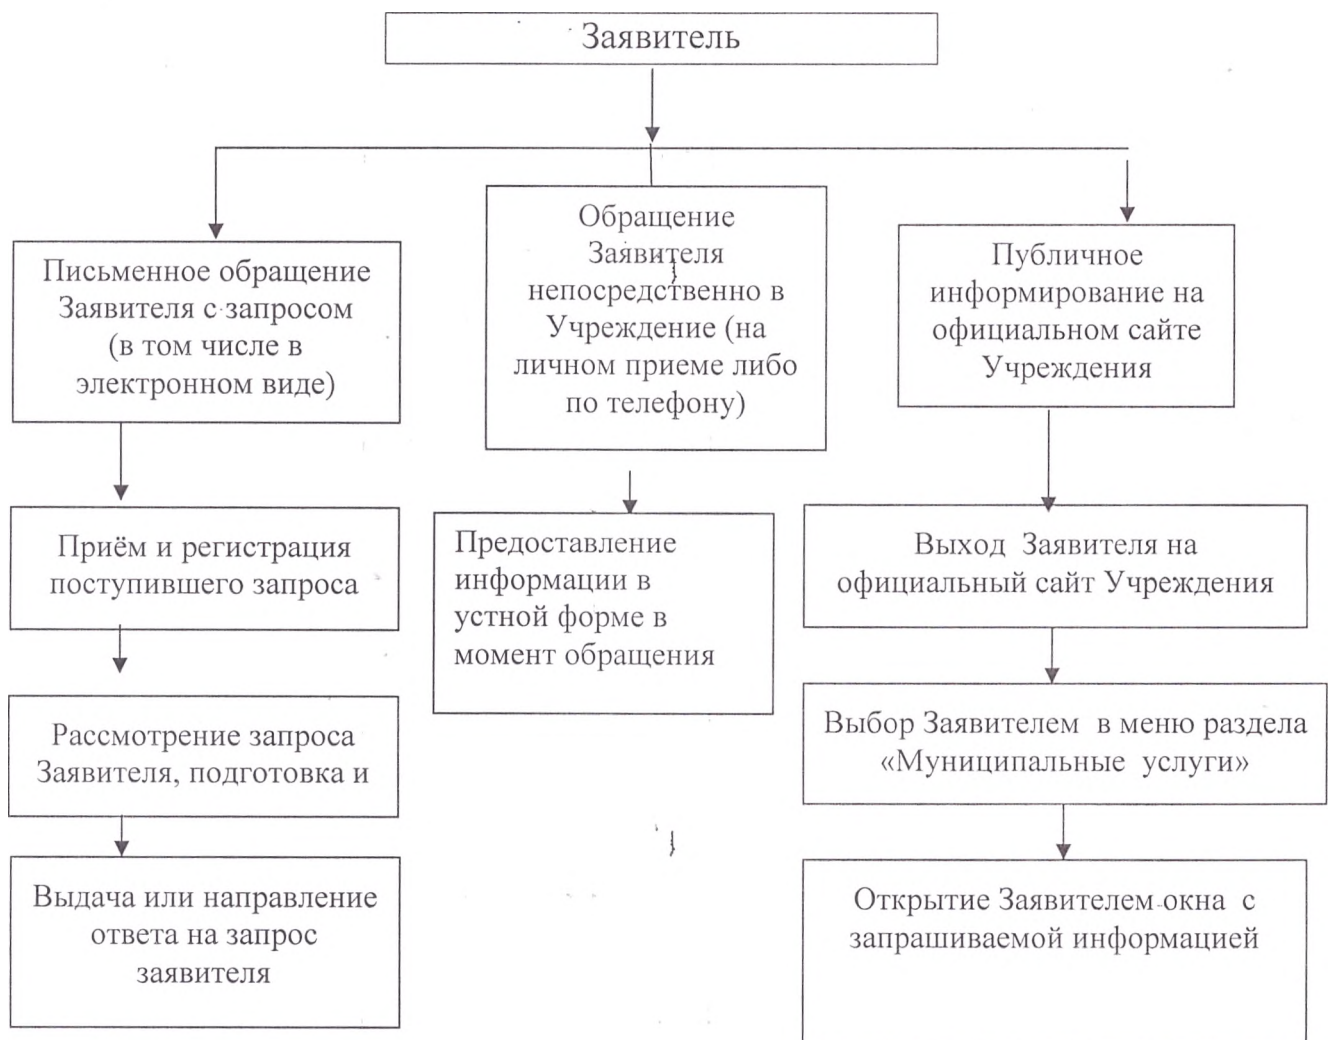 Заявитель
Письменное обращение
Заявителя с запросом
(в том числе в
электронном виде)
Обращение
Заявителя
непосредственно в
Учреждение (на
личном приеме либо
по телефону)
Публичное
информирование на
официальном сайте
Учреждения
Приём и регистрация
поступившего запроса
Предоставление
информации в
устной форме в
момент обращения
Выход Заявителя на
официальный сайт Учреждения
Рассмотрение запроса
Заявителя, подготовка и
Выбор Заявителем в меню раздела
«Муниципальные услуги»
Выдача или направление
ответа на запрос
заявителя
Открытие Заявителем окна с
запрашиваемой информацией